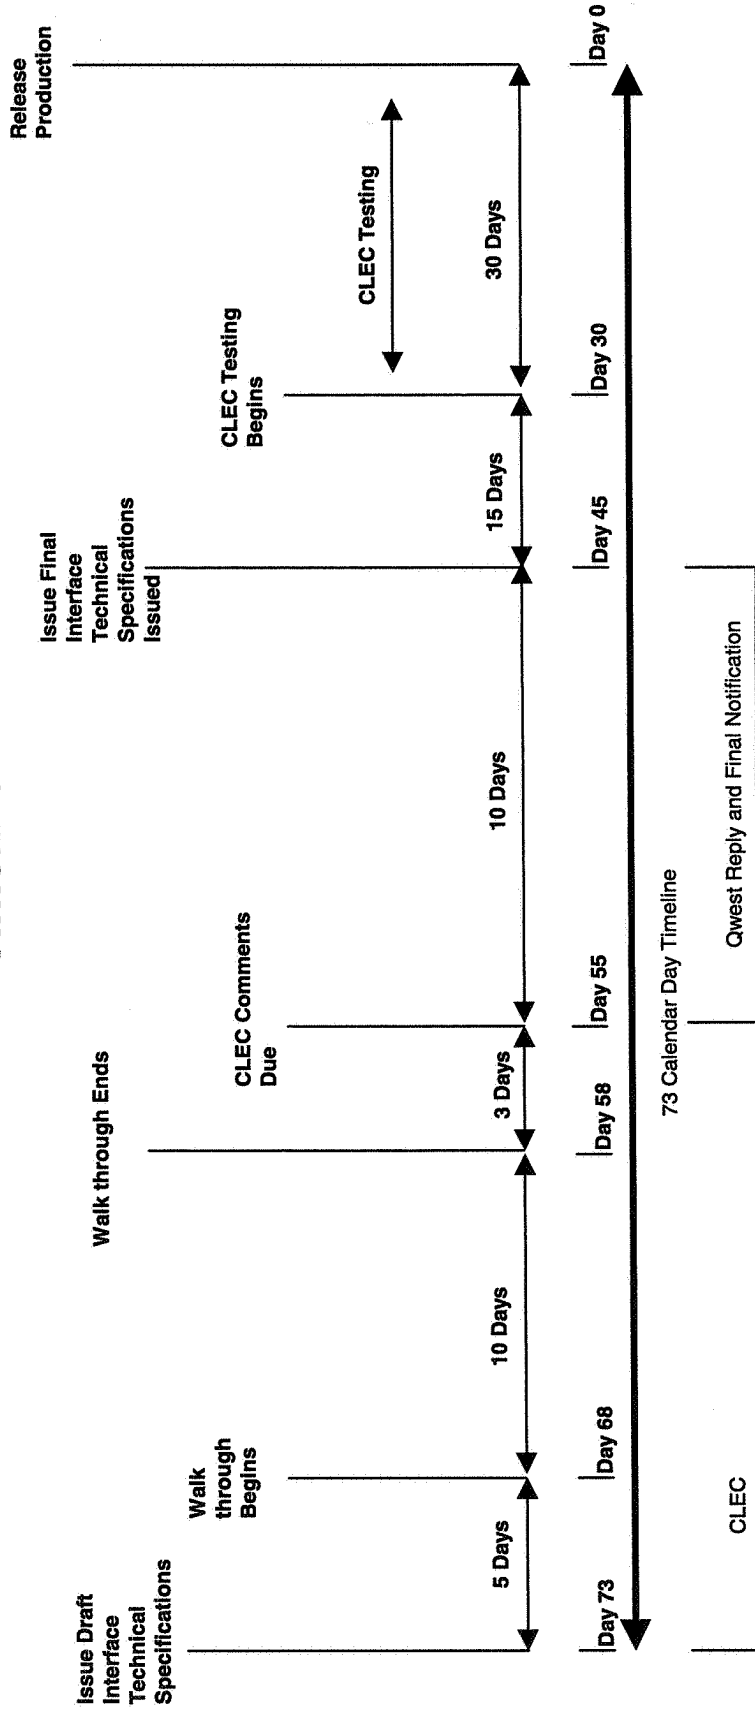 Issue Draft
Interface
Technical
Specifications
Walk
through
Begins
Walk through Ends
CLEC Comments
Due
Issue Final
Interface
Technical
Specifications
Issued
CLEC Testing
Begins
CLEC Testing
Release
Production
5 Days
10 Days
3 Days
10 Days
15 Days
30 Days
Day 73
Day 68
Day 58
Day 55
Day 45
Day 30
Day 0
73 Calendar Day Timeline
CLEC
Qwest Reply and Final Notification